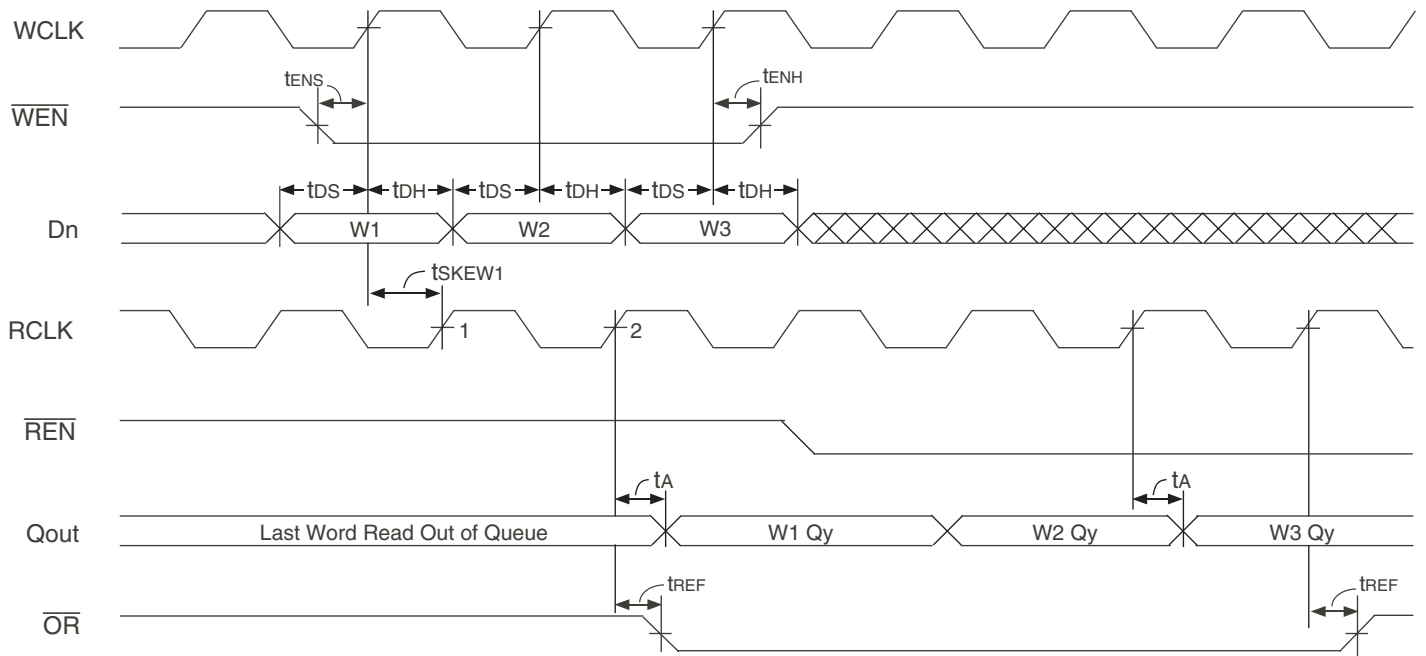 WCLK
tENS
tENH
WEN
tDS tDH tDS tDH tDS tDH
Dn
W1 W2 W3
tSKEW1
RCLK
1 2
REN
tA tA
Qout
Last Word Read Out of Queue W1 Qy W2 Qy W3 Qy
tREF tREF
OR